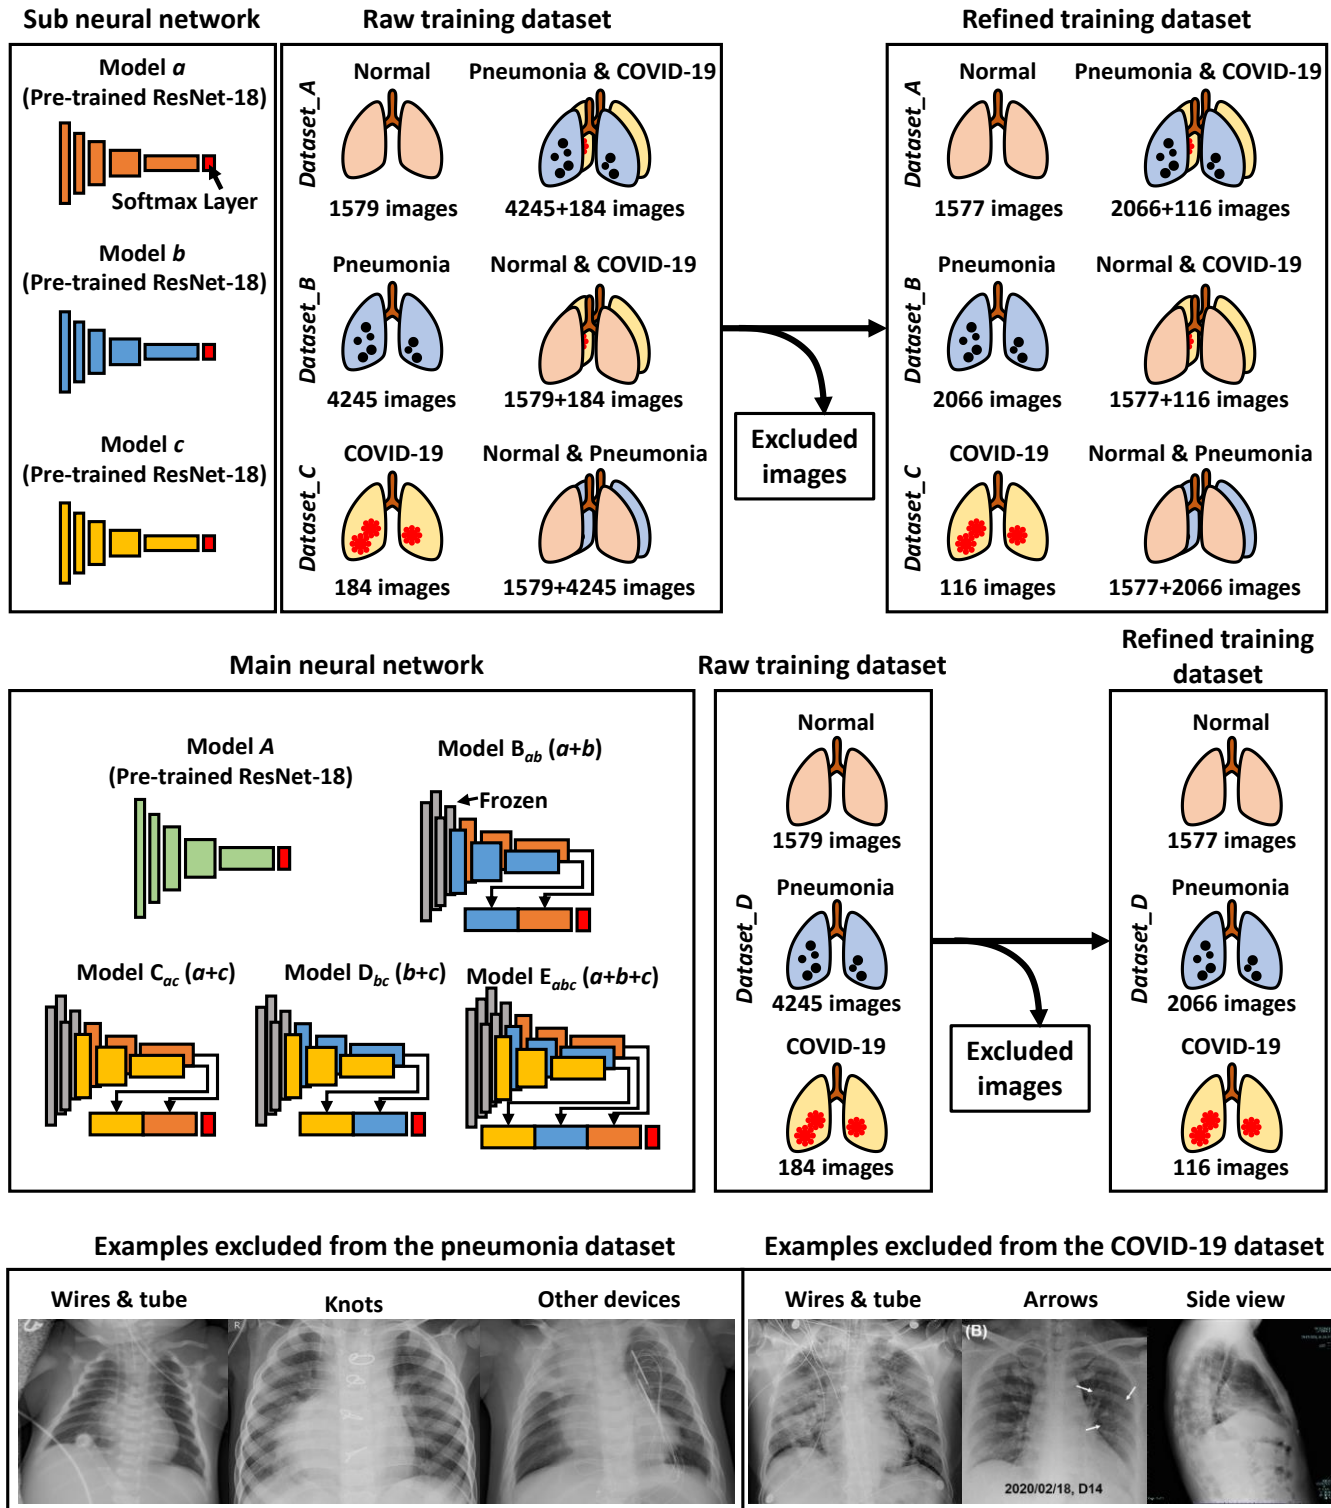 Sub neural network
Raw training dataset
Refined training dataset
Model a
(Pre-trained ResNet-18)
Softmax Layer
Model b
(Pre-trained ResNet-18)
Model c
(Pre-trained ResNet-18)
Dataset_A
Normal
Pneumonia & COVID-19
1579 images
4245+184 images
Dataset_B
Pneumonia
Normal & COVID-19
4245 images
1579+184 images
Dataset_C
COVID-19
Normal & Pneumonia
184 images
1579+4245 images
Excluded
images
Dataset_A
Normal
Pneumonia & COVID-19
1577 images
2066+116 images
Dataset_B
Pneumonia
Normal & COVID-19
2066 images
1577+116 images
Dataset_C
COVID-19
Normal & Pneumonia
116 images
1577+2066 images
Main neural network
Raw training dataset
Refined training
dataset
Model A
(Pre-trained ResNet-18)
Model Bab (a+b)
Frozen
Model Cac (a+c)
Model Dbc (b+c)
Model Eabc (a+b+c)
Dataset_D
Normal
1579 images
Pneumonia
4245 images
COVID-19
184 images
Excluded
images
Dataset_D
Normal
1577 images
Pneumonia
2066 images
COVID-19
116 images
Examples excluded from the pneumonia dataset
Examples excluded from the COVID-19 dataset
Wires & tube
Knots
Other devices
Wires & tube
Arrows
Side view
R
(B)
2020/02/18, D14